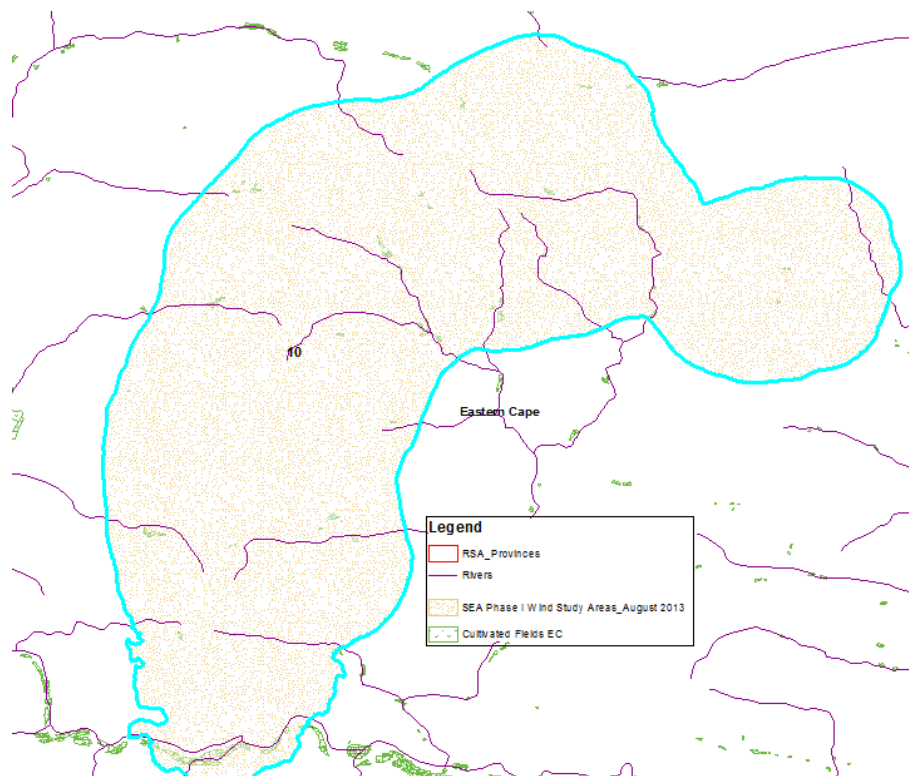 10
Eastern Cape
Legend
RSA_Provinces
Rivers
SEA Phase I Wind Study Areas_August 2013
Cultivated Fields EC